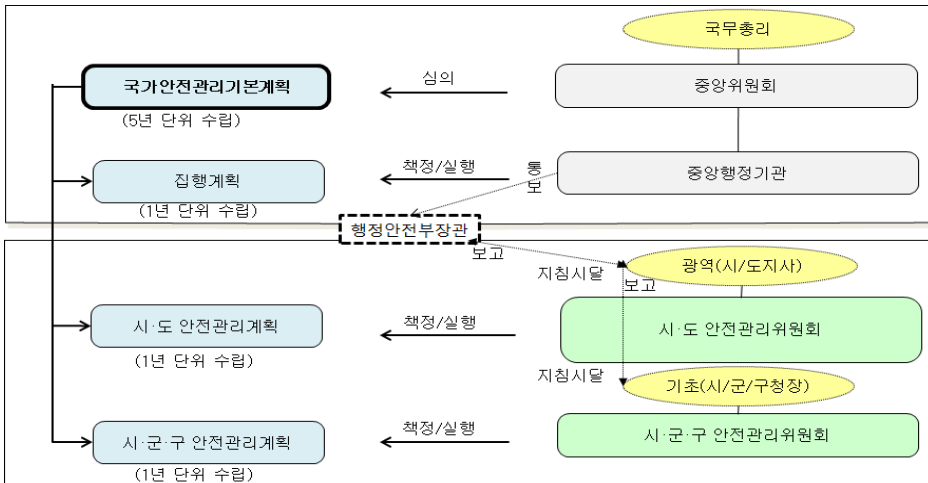 국무총리
국가안전관리기본계획
심의
중앙위원회
(5년 단위 수립)
집행계획
책정/실행
통보
중앙행정기관
(1년 단위 수립)
행정안전부장관
보고
지침시달
광역(시/도지사)
보고
시·도 안전관리계획
책정/실행
시·도 안전관리위원회
(1년 단위 수립)
지침시달
기초(시/군/구청장)
시·군·구 안전관리계획
책정/실행
시·군·구 안전관리위원회
(1년 단위 수립)